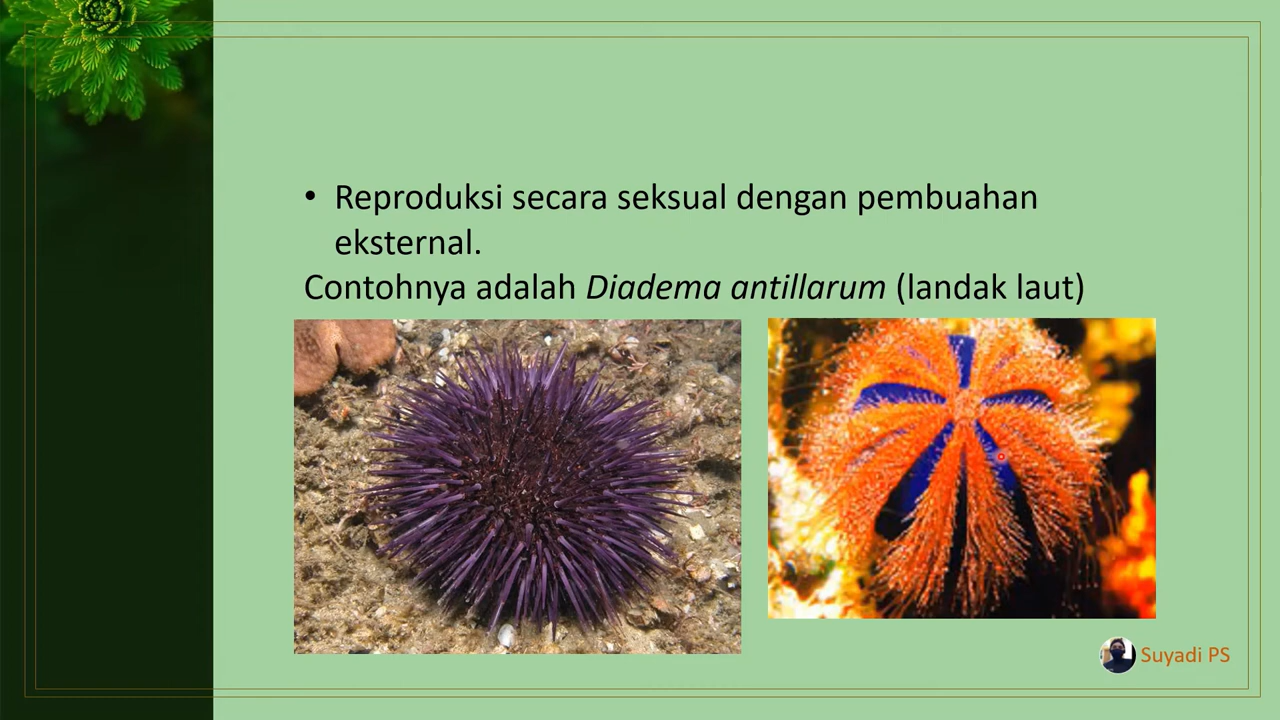 • Reproduksi secara seksual dengan pembuahan
eksternal.
Contohnya adalah Diadema antillarum (landak laut)
Suyadi PS